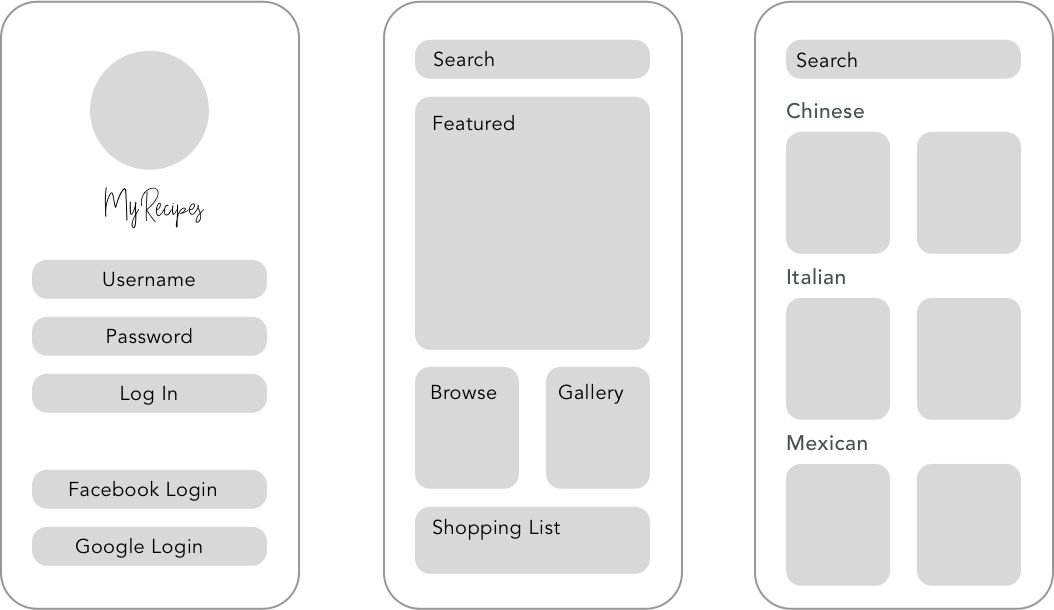 MyRecipes
Username
Password
Log In
Facebook Login
Google Login
Search
Featured
Browse
Gallery
Shopping List
Search
Chinese
Italian
Mexican